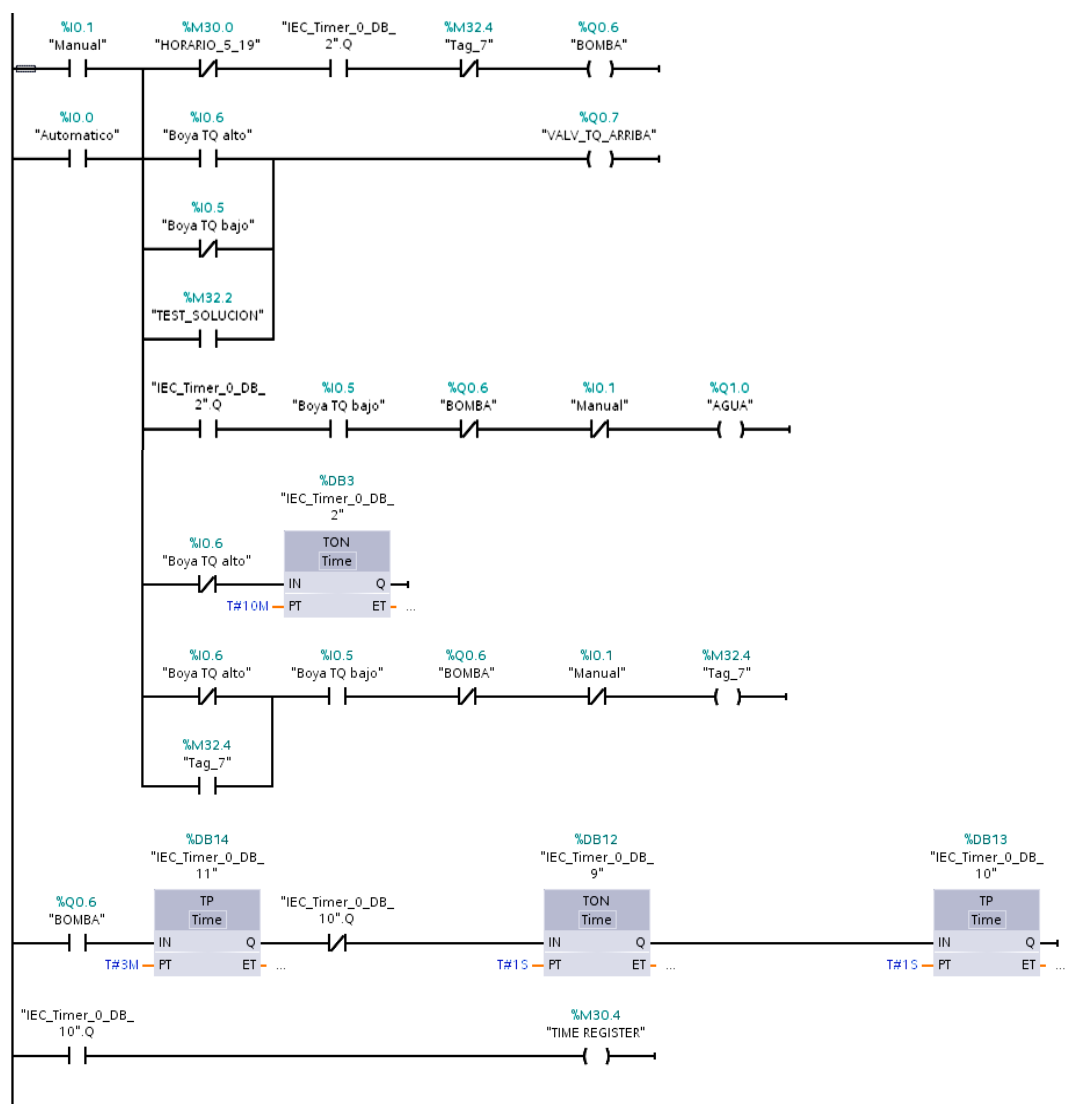 %I0.1 %M30.0 "IEC_Timer_0_DB_ %M32.4 %Q0.6
"Manual" "HORARIO_5_19" 2".Q "Tag_7" "BOMBA"
%I0.0 %I0.6 %Q0.7
"Automatico" "Boya TQ alto" "VALV_TQ_ARRIBA"
%I0.5
"Boya TQ bajo"
%M32.2
"TEST_SOLUCION"
"IEC_Timer_0_DB_ %I0.5 %Q0.6 %I0.1 %Q1.0
2".Q "Boya TQ bajo" "BOMBA" "Manual" "AGUA"
%DB3
"IEC_Timer_0_DB_
2"
%I0.6 TON
"Boya TQ alto" Time
IN Q
T#10M PT ET ...
%I0.6 %I0.5 %Q0.6 %I0.1 %M32.4
"Boya TQ alto" "Boya TQ bajo" "BOMBA" "Manual" "Tag_7"
%M32.4
"Tag_7"
%DB14 %DB12 %DB13
"IEC_Timer_0_DB_ "IEC_Timer_0_DB_ "IEC_Timer_0_DB_
11" 9" 10"
%Q0.6 TP "IEC_Timer_0_DB_ TON TP
"BOMBA" Time 10".Q Time Time
IN Q IN Q IN Q
T#3M PT ET ... T#1S PT ET ... T#1S PT ET ...
"IEC_Timer_0_DB_ %M30.4
10".Q "TIME REGISTER"